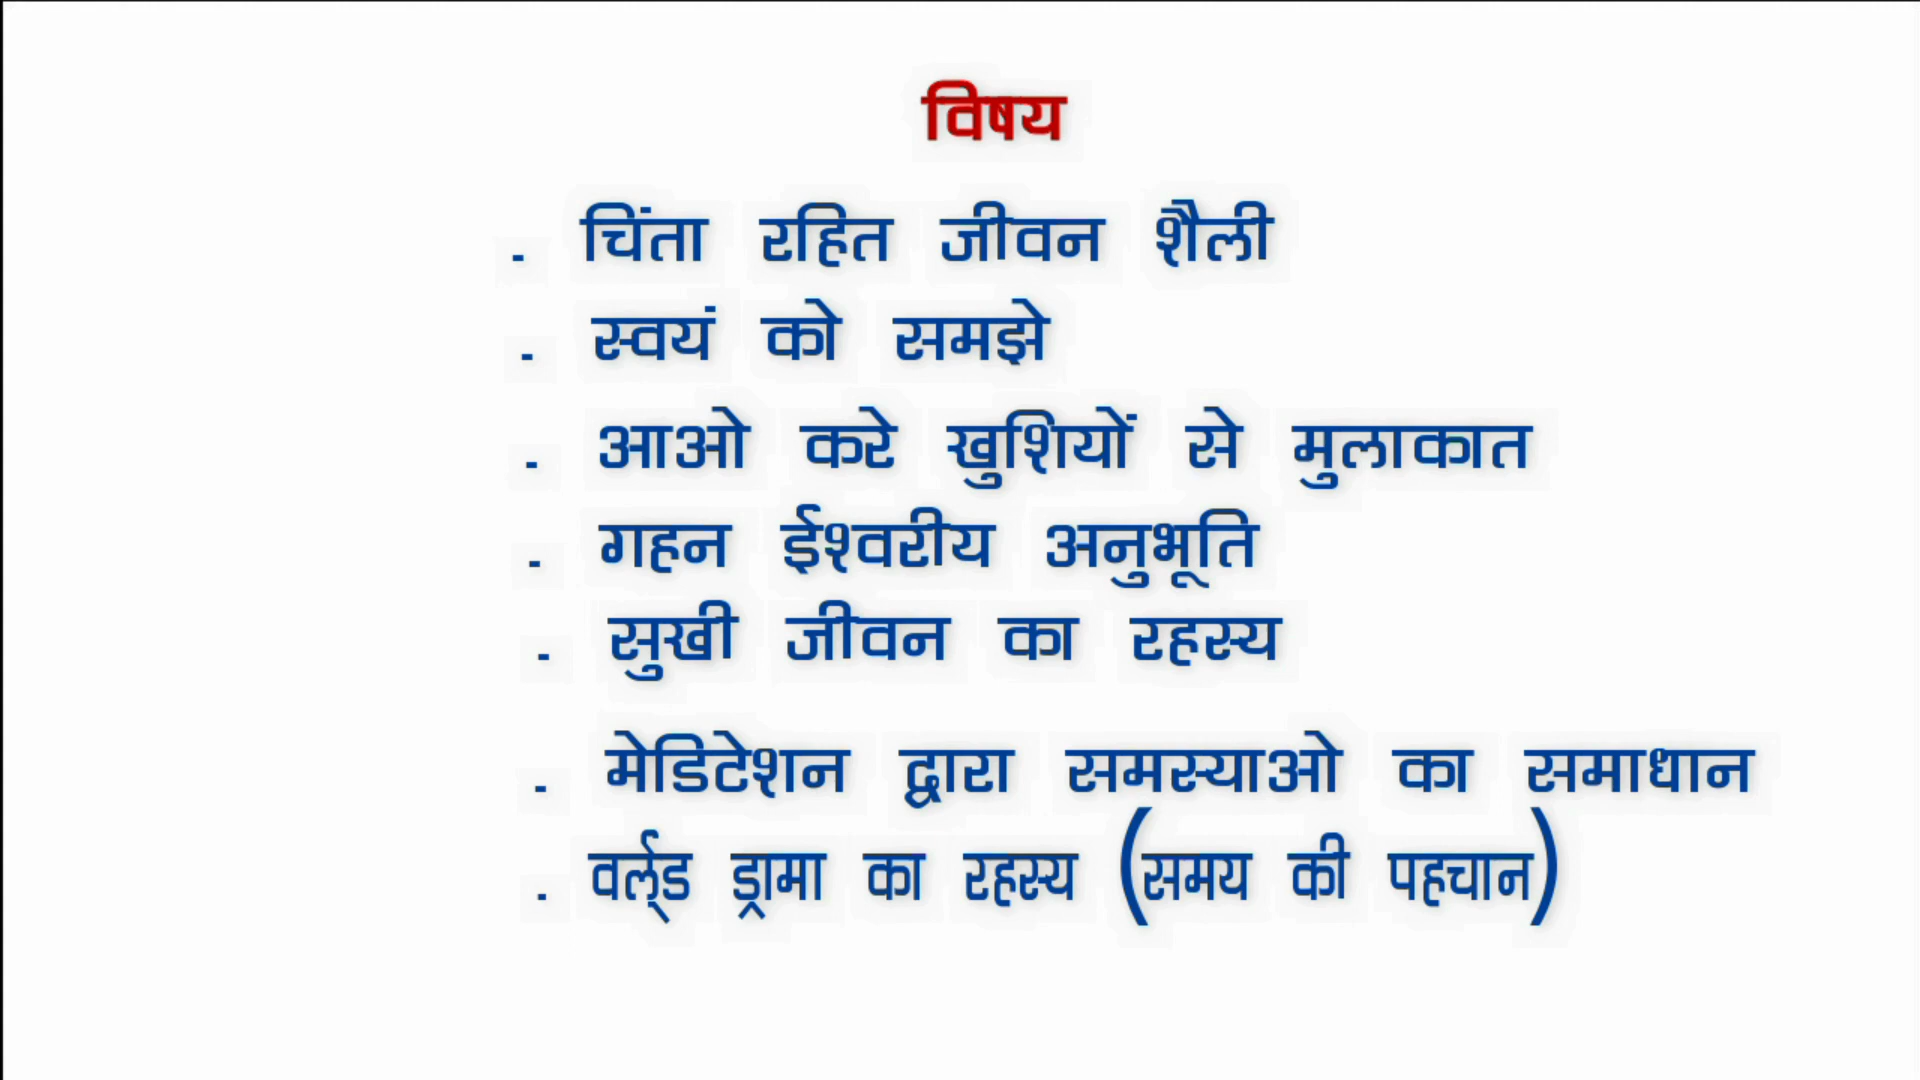 विषय
. चिंता रहित जीवन शैली
. स्वयं को समझे
. आओ करे खुशियों से मुलाकात
. गहन ईश्वरीय अनुभूति
. सुखी जीवन का रहस्य
. मेडिटेशन द्वारा समस्याओ का समाधान
. वर्ल्ड ड्रामा का रहस्य (समय की पहचान)